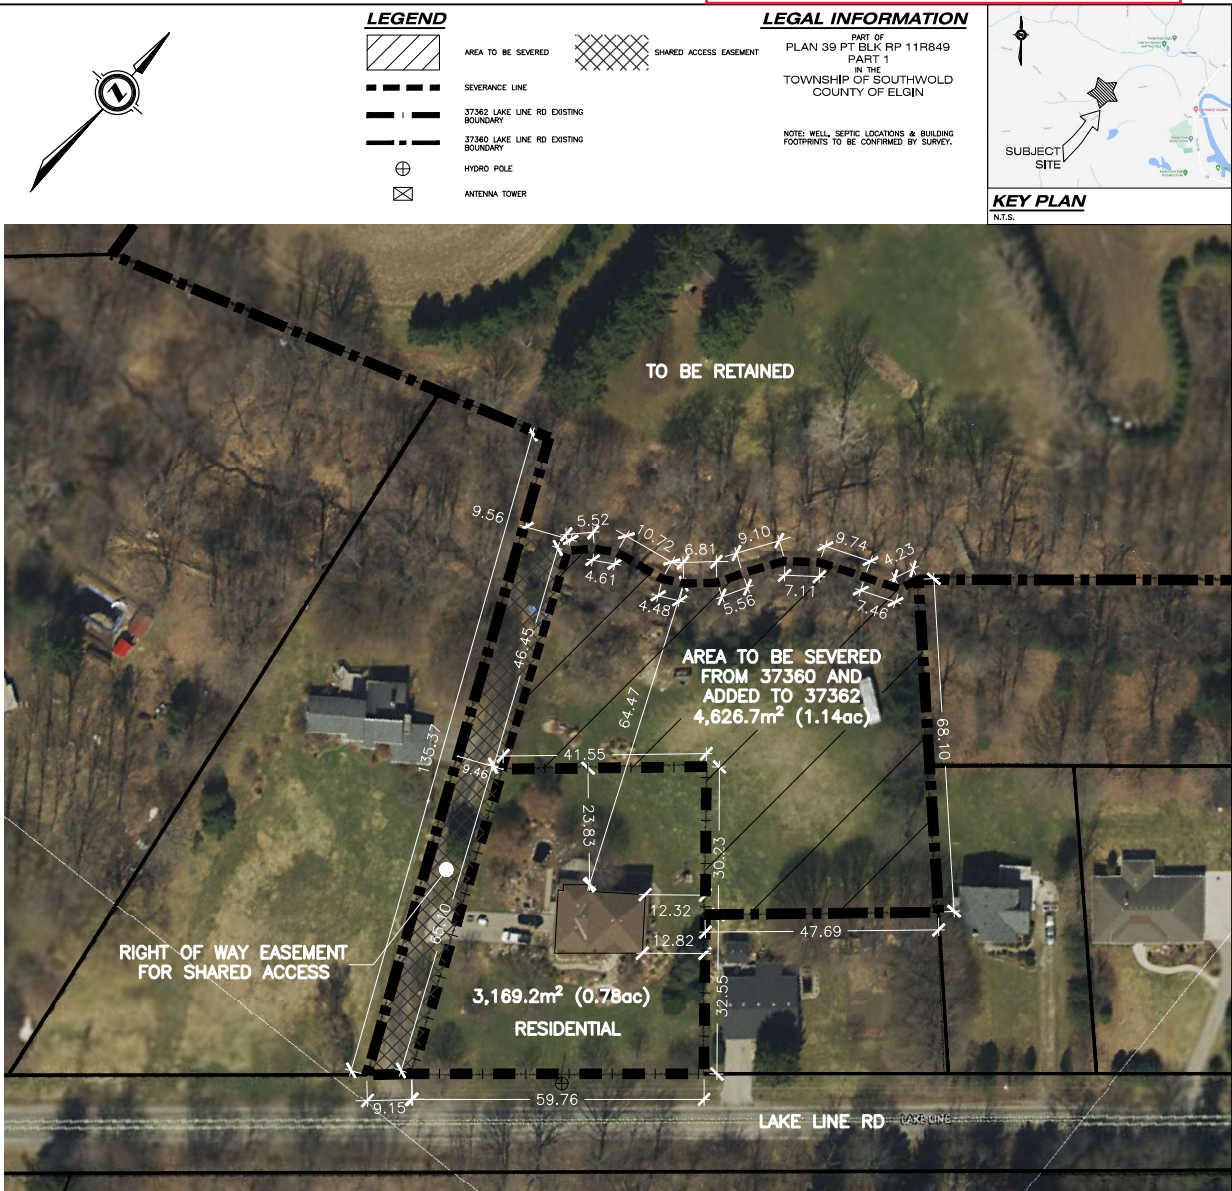 LEGEND
AREA TO BE SEVERED
SHARED ACCESS EASEMENT
SEVERANCE LINE
37362 LAKE LINE RD EXISTING
BOUNDARY
37360 LAKE LINE RD EXISTING
BOUNDARY
HYDRO POLE
ANTENNA TOWER
LEGAL INFORMATION
PART OF
PLAN 39 PT BLK RP 11R849
PART 1
IN THE
TOWNSHIP OF SOUTHWOLD
COUNTY OF ELGIN
NOTE: WELL, SEPTIC LOCATIONS & BUILDING
FOOTPRINTS TO BE CONFIRMED BY SURVEY.
SUBJECT
SITE
KEY PLAN
N.T.S.
TO BE RETAINED
9.56
5.52
10.72
6.81
9.10
9.74
4.23
4.61
4.48
5.56
7.11
7.46
46.45
64.47
AREA TO BE SEVERED
FROM 37360 AND
ADDED TO 37362
4,626.7m² (1.14ac)
68.10
135.37
41.55
9.46
23.83
30.23
12.32
65.10
47.69
12.82
RIGHT OF WAY EASEMENT
FOR SHARED ACCESS
3,169.2m² (0.78ac)
32.55
RESIDENTIAL
9.15
59.76
LAKE LINE RD
LAKE LINE